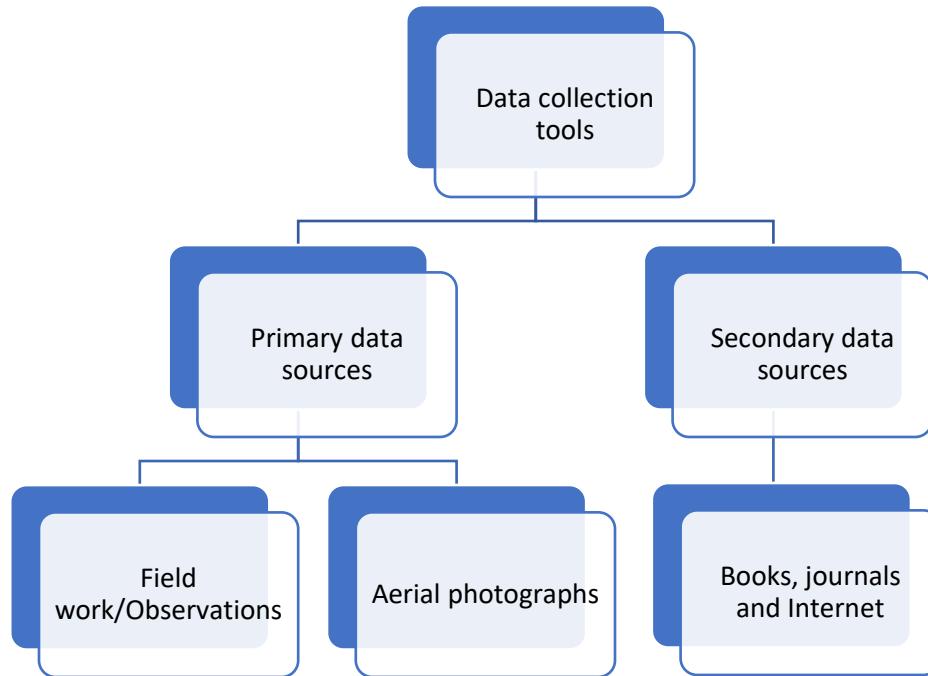 Data collection
tools
Primary data
sources
Secondary data
sources
Field
work/Observations
Aerial photographs
Books, journals
and Internet